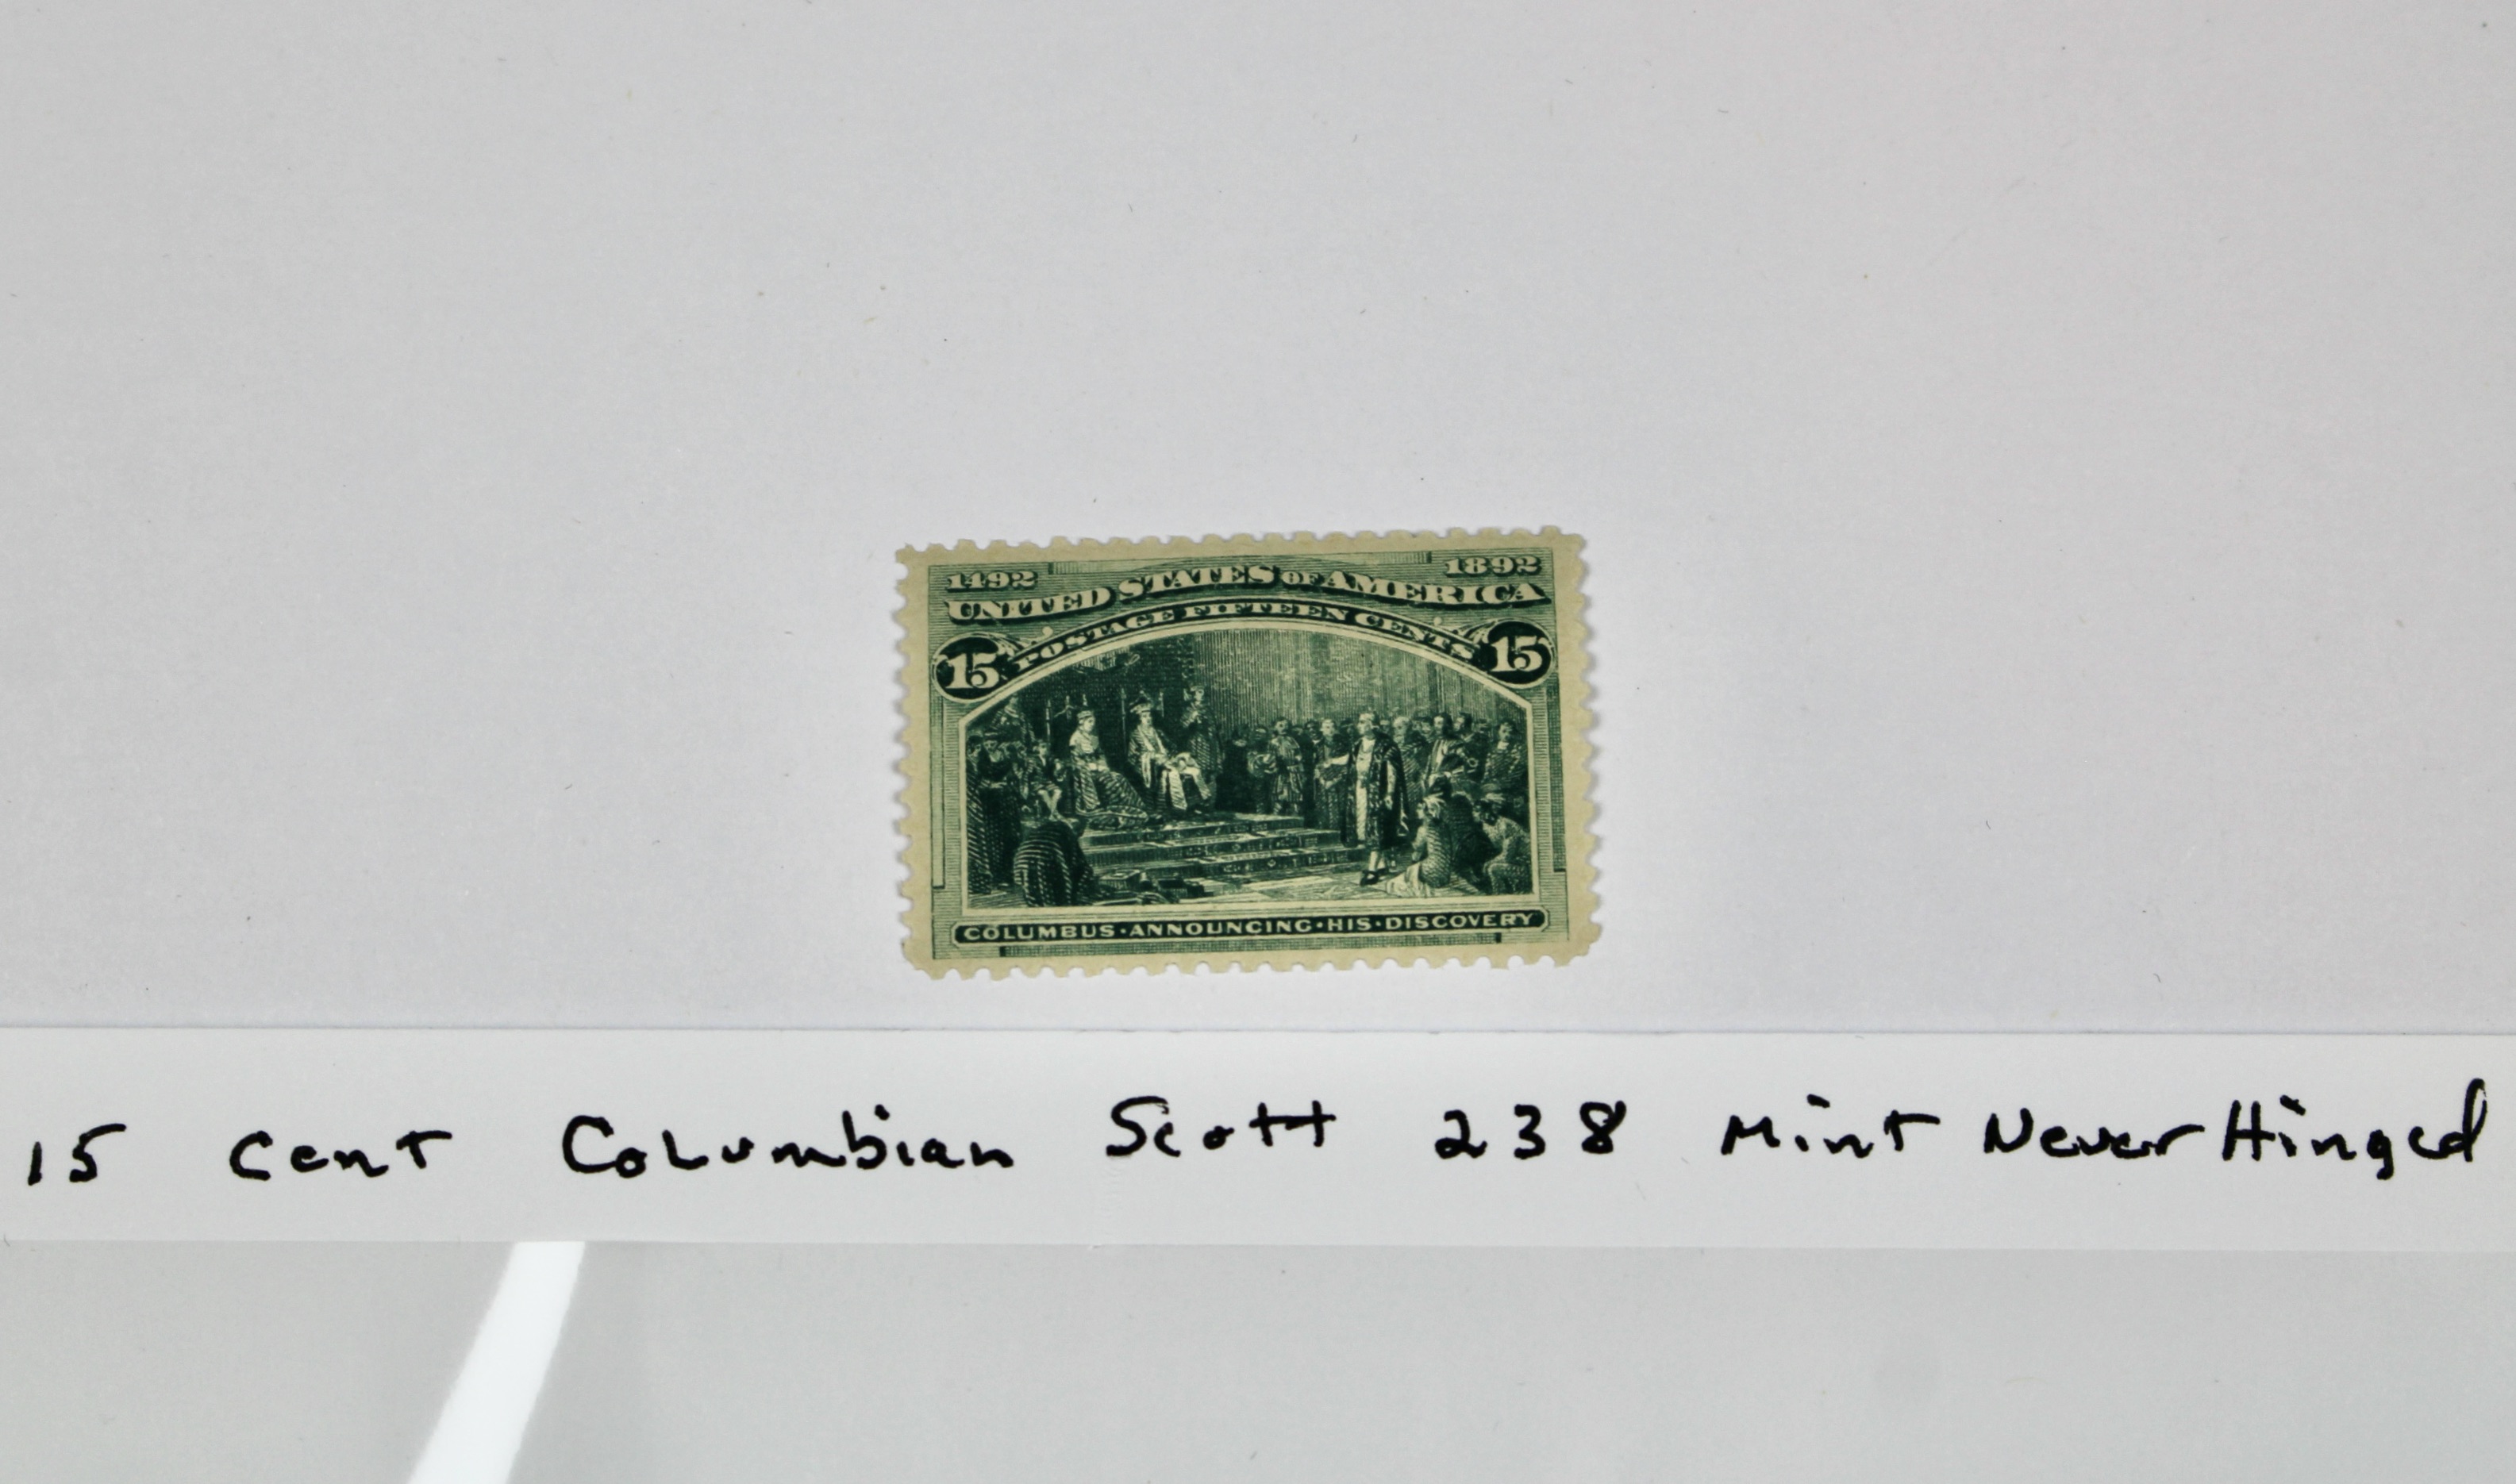 1492 1892
UNITED STATES OF AMERICA
POSTAGE FIFTEEN CENTS
15 15
COLUMBUS·ANNOUNCING·HIS·DISCOVERY
15 cent Columbian Scott 238 Mint Never Hinged